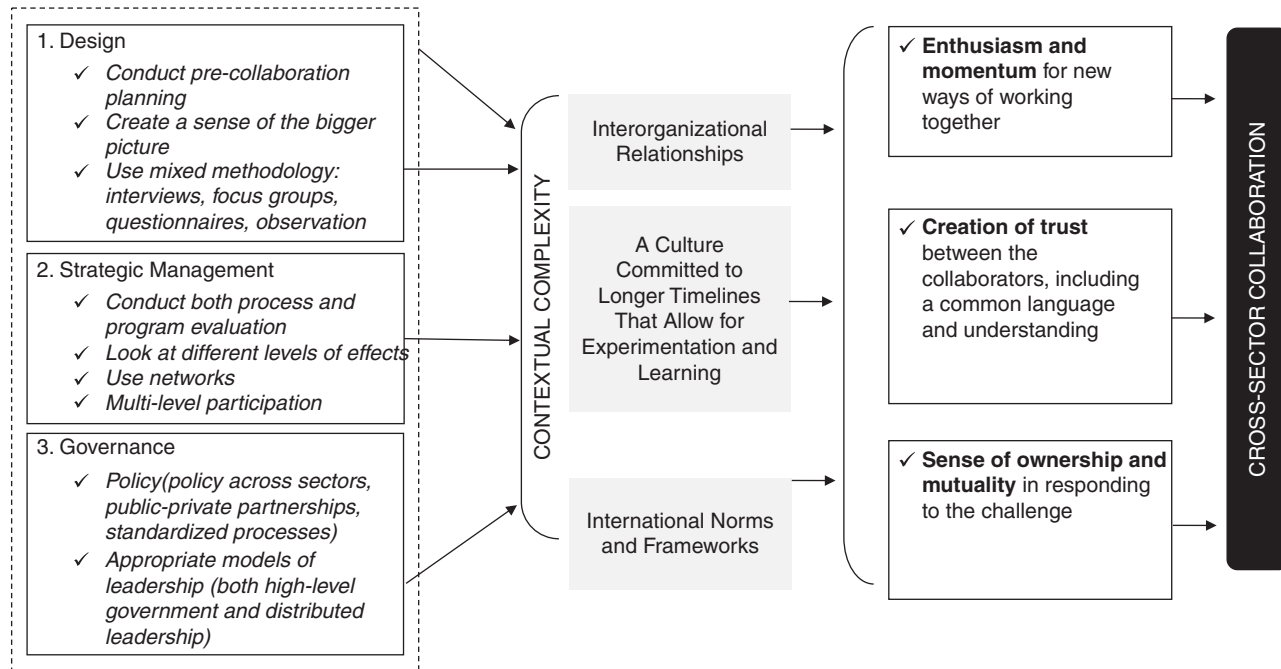 1. Design
✓ Conduct pre-collaboration
planning
✓ Create a sense of the bigger
picture
✓ Use mixed methodology:
interviews, focus groups,
questionnaires, observation
2. Strategic Management
✓ Conduct both process and
program evaluation
✓ Look at different levels of effects
✓ Use networks
✓ Multi-level participation
3. Governance
✓ Policy(policy across sectors,
public-private partnerships,
standardized processes)
✓ Appropriate models of
leadership (both high-level
government and distributed
leadership)
CONTEXTUAL COMPLEXITY
Interorganizational
Relationships
A Culture
Committed to
Longer Timelines
That Allow for
Experimentation and
Learning
International Norms
and Frameworks
✓ Enthusiasm and
momentum for new
ways of working
together
✓ Creation of trust
between the
collaborators, including
a common language
and understanding
✓ Sense of ownership and
mutuality in responding
to the challenge
CROSS-SECTOR COLLABORATION